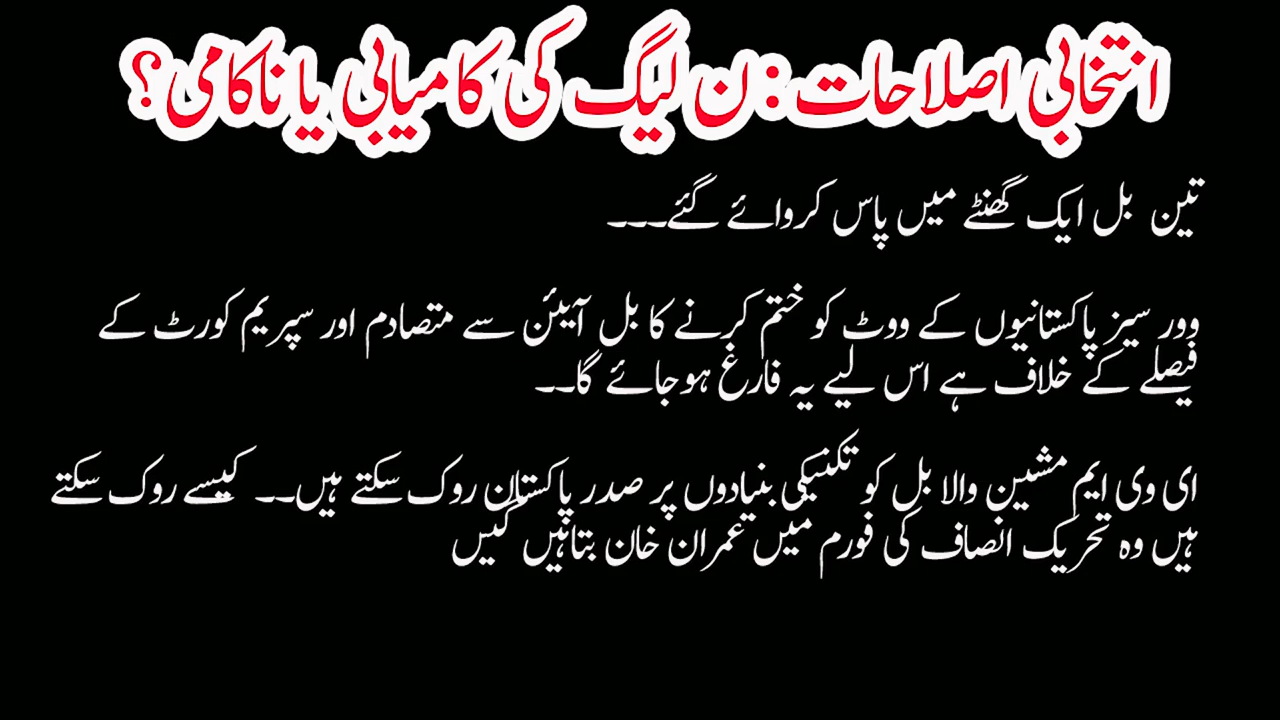 انتخابی اصلاحات : ن لیگ کی کامیابی یا ناکامی ؟
تین بل ایک گھنٹے میں پاس کروائے گئے۔۔۔
وور سیز پاکستانیوں کے ووٹ کو ختم کرنے کا بل آیئن سے متصادم اور سپریم کورٹ کے
فیصلے کے خلاف ہے اس لیے یہ فارغ ہوجائے گا۔۔
ای وی ایم مشین والا بل کو تکنیکی بنیادوں پر صدر پاکستان روک سکتے ہیں۔۔ کیسے روک سکتے
ہیں وہ تحریک انصاف کی فورم میں عمران خان بتاہیں گیں